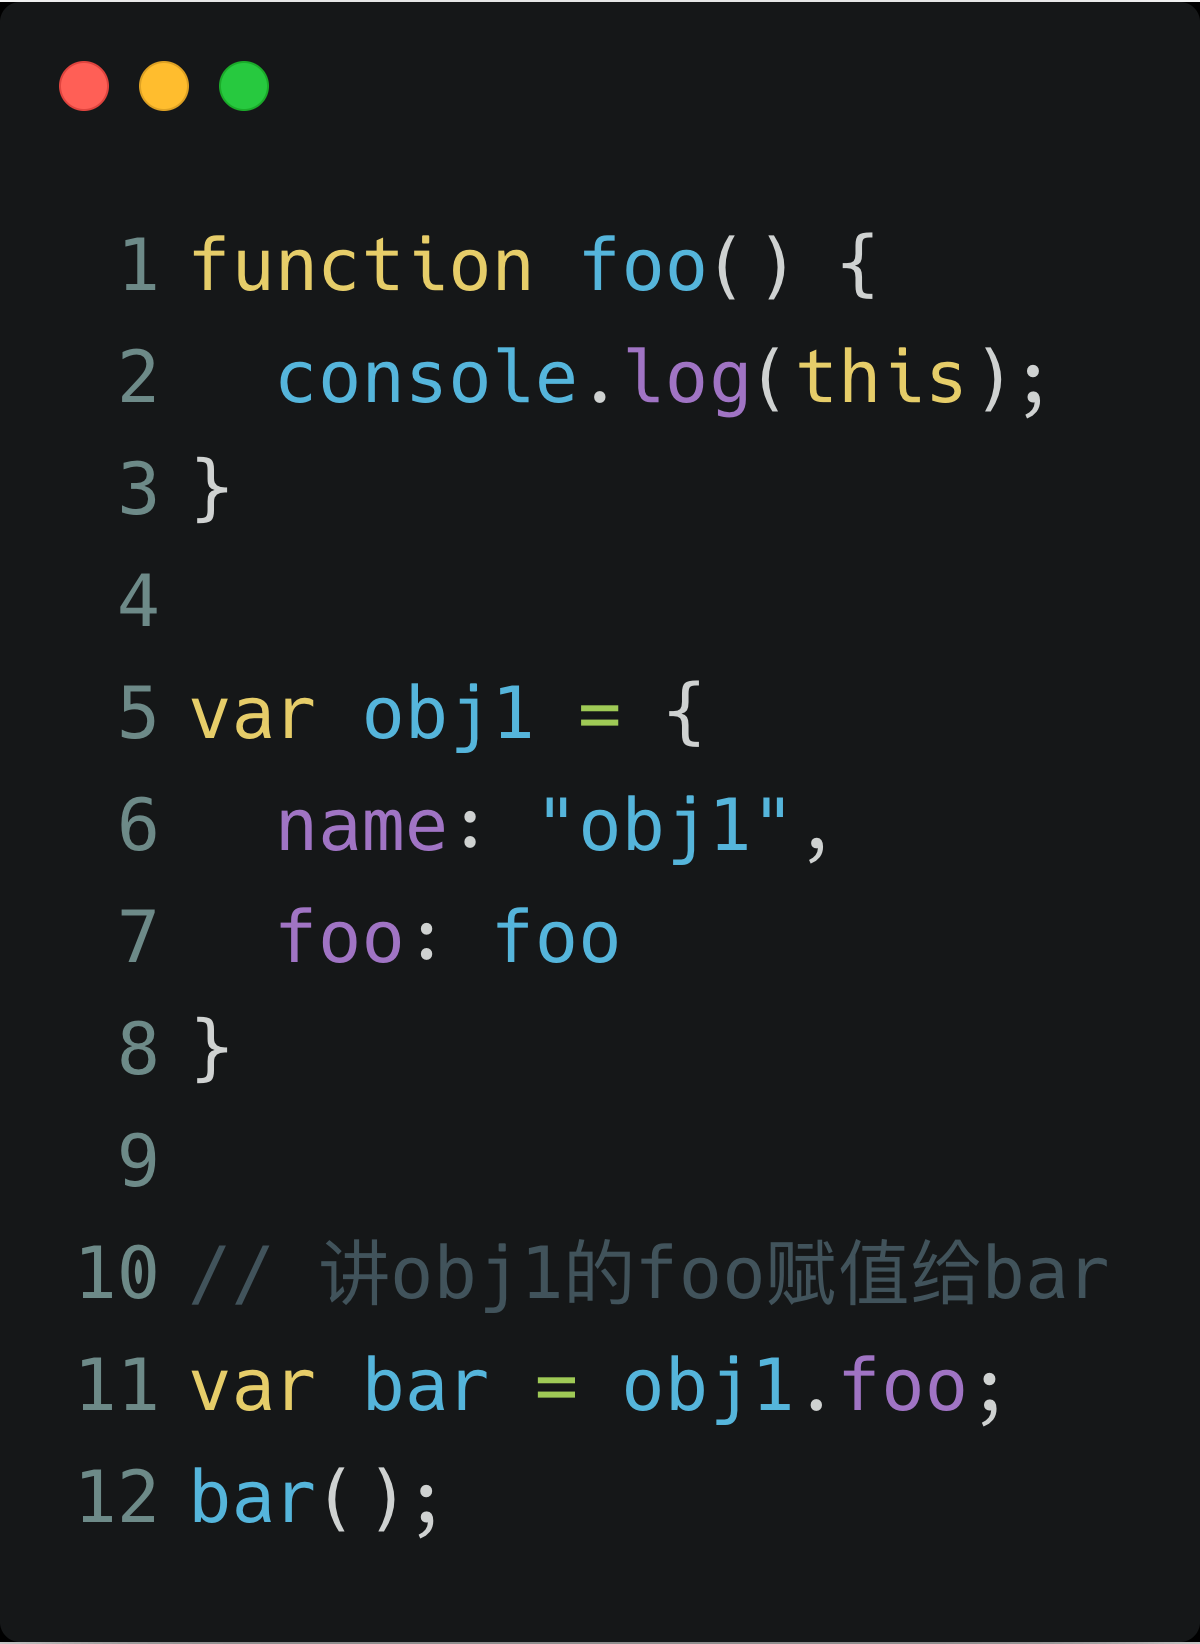 1 function foo() {
2   console.log(this);
3 }
4
5 var obj1 = {
6   name: "obj1",
7   foo: foo
8 }
9
10 // 讲obj1的foo赋值给bar
11 var bar = obj1.foo;
12 bar();